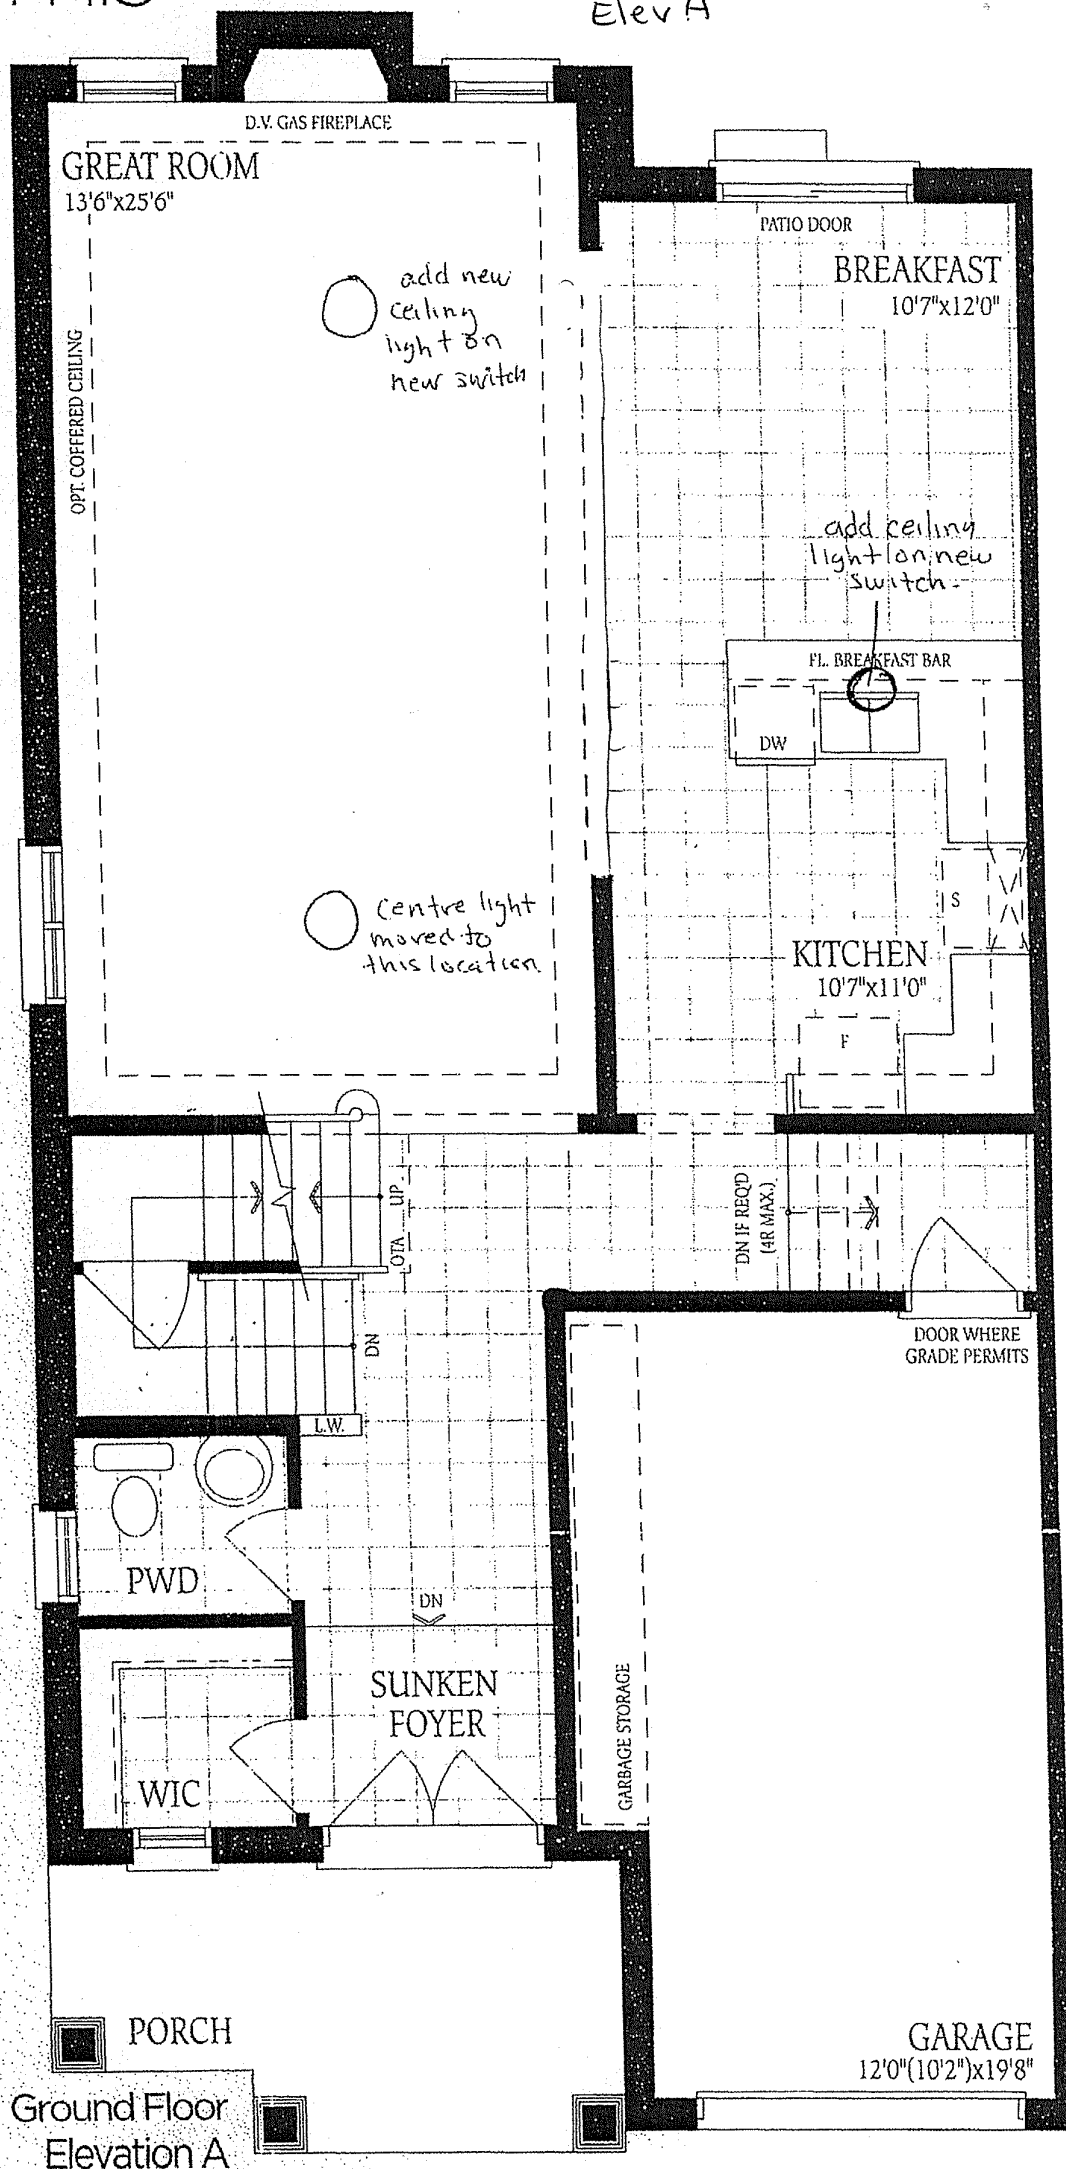 Elev A
D.V. GAS FIREPLACE
GREAT ROOM
13'6"x25'6"
PATIO DOOR
BREAKFAST
10'7"x12'0"
add new
ceiling
light on
new switch
OPT. COFFERED CEILING
add ceiling
light on new
switch
FL. BREAKFAST BAR
DW
S
centre light
moved to
this location
KITCHEN
10'7"x11'0"
F
UP
OTA
DN IF REQ'D
(4R MAX.)
DN
DOOR WHERE
GRADE PERMITS
L.W.
PWD
DN
SUNKEN
FOYER
GARBAGE STORAGE
WIC
PORCH
GARAGE
12'0"(10'2")x19'8"
Ground Floor
Elevation A